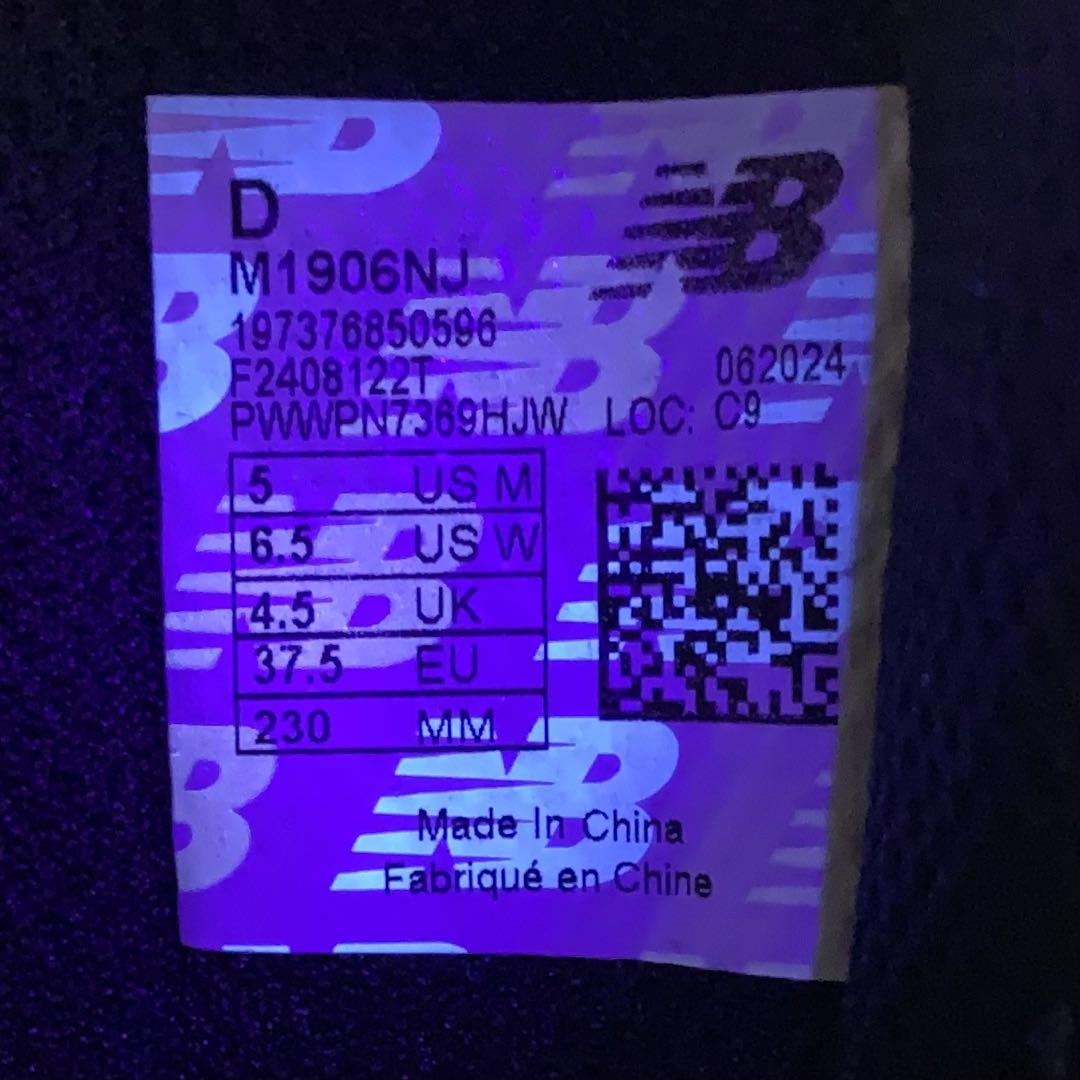 D
NB
M1906NJ
197376850596
F2408122T
062024
PWWPN7369HJW LOC: C9
5 US M
6.5 US W
4.5 UK
37.5 EU
230 MM
Made In China
Fabriqué en Chine